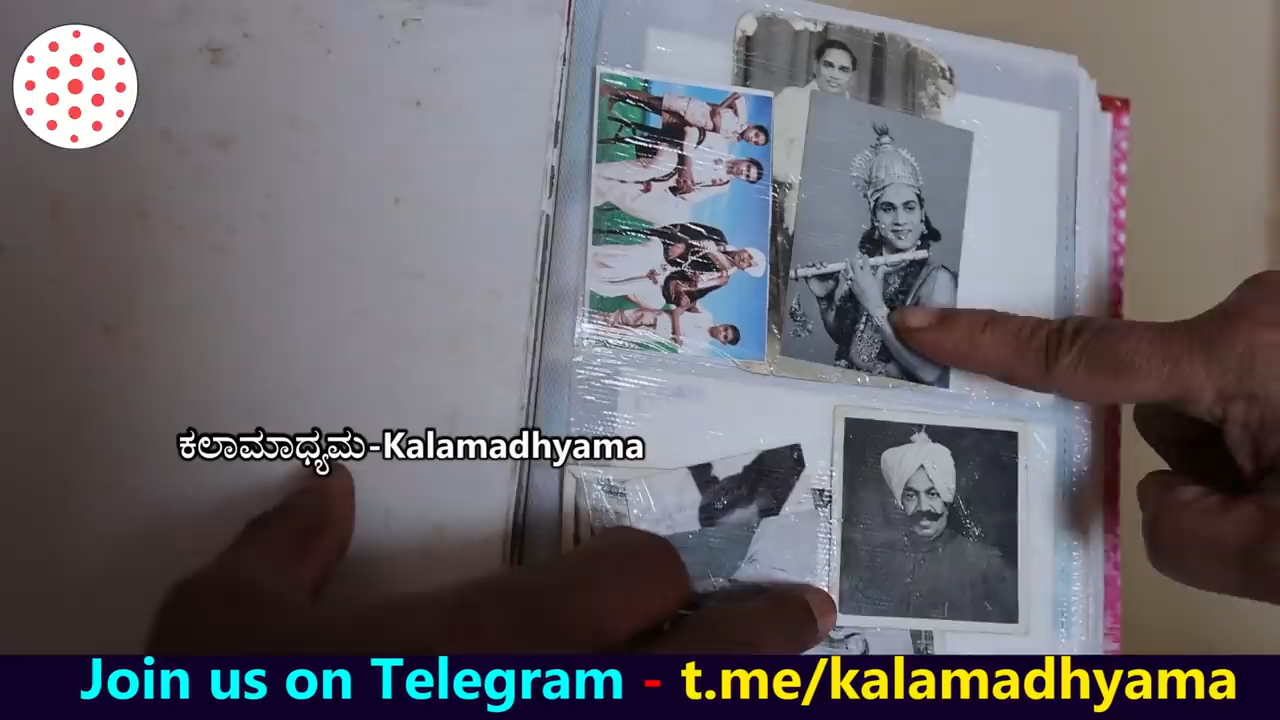 ಕಲಾಮಾಧ್ಯಮ-Kalamadhyama
Join us on Telegram - t.me/kalamadhyama